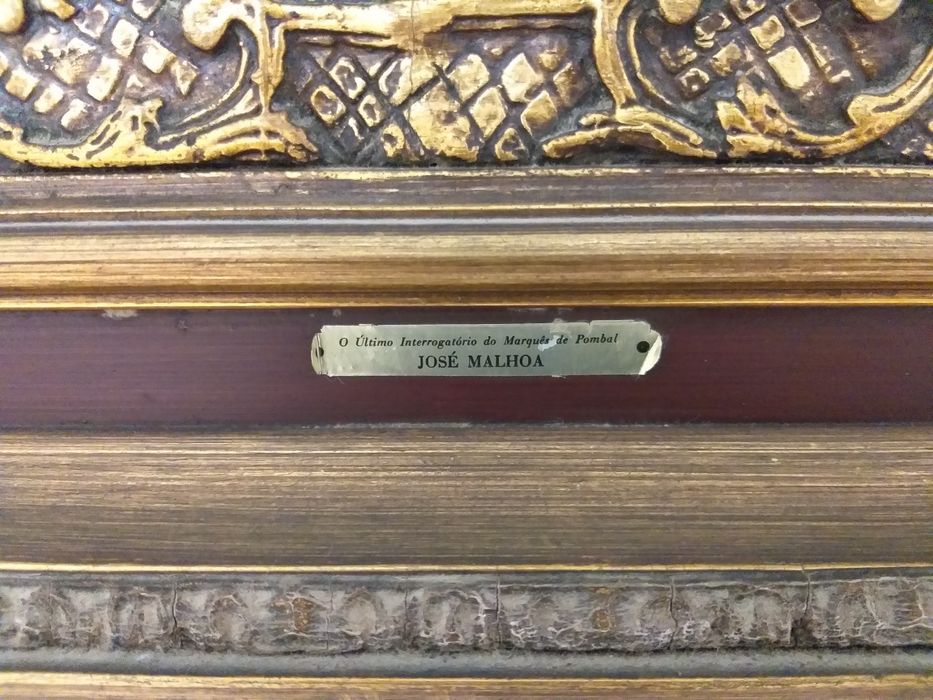 O Último Interrogatório do Marquês de Pombal
JOSÉ MALHOA